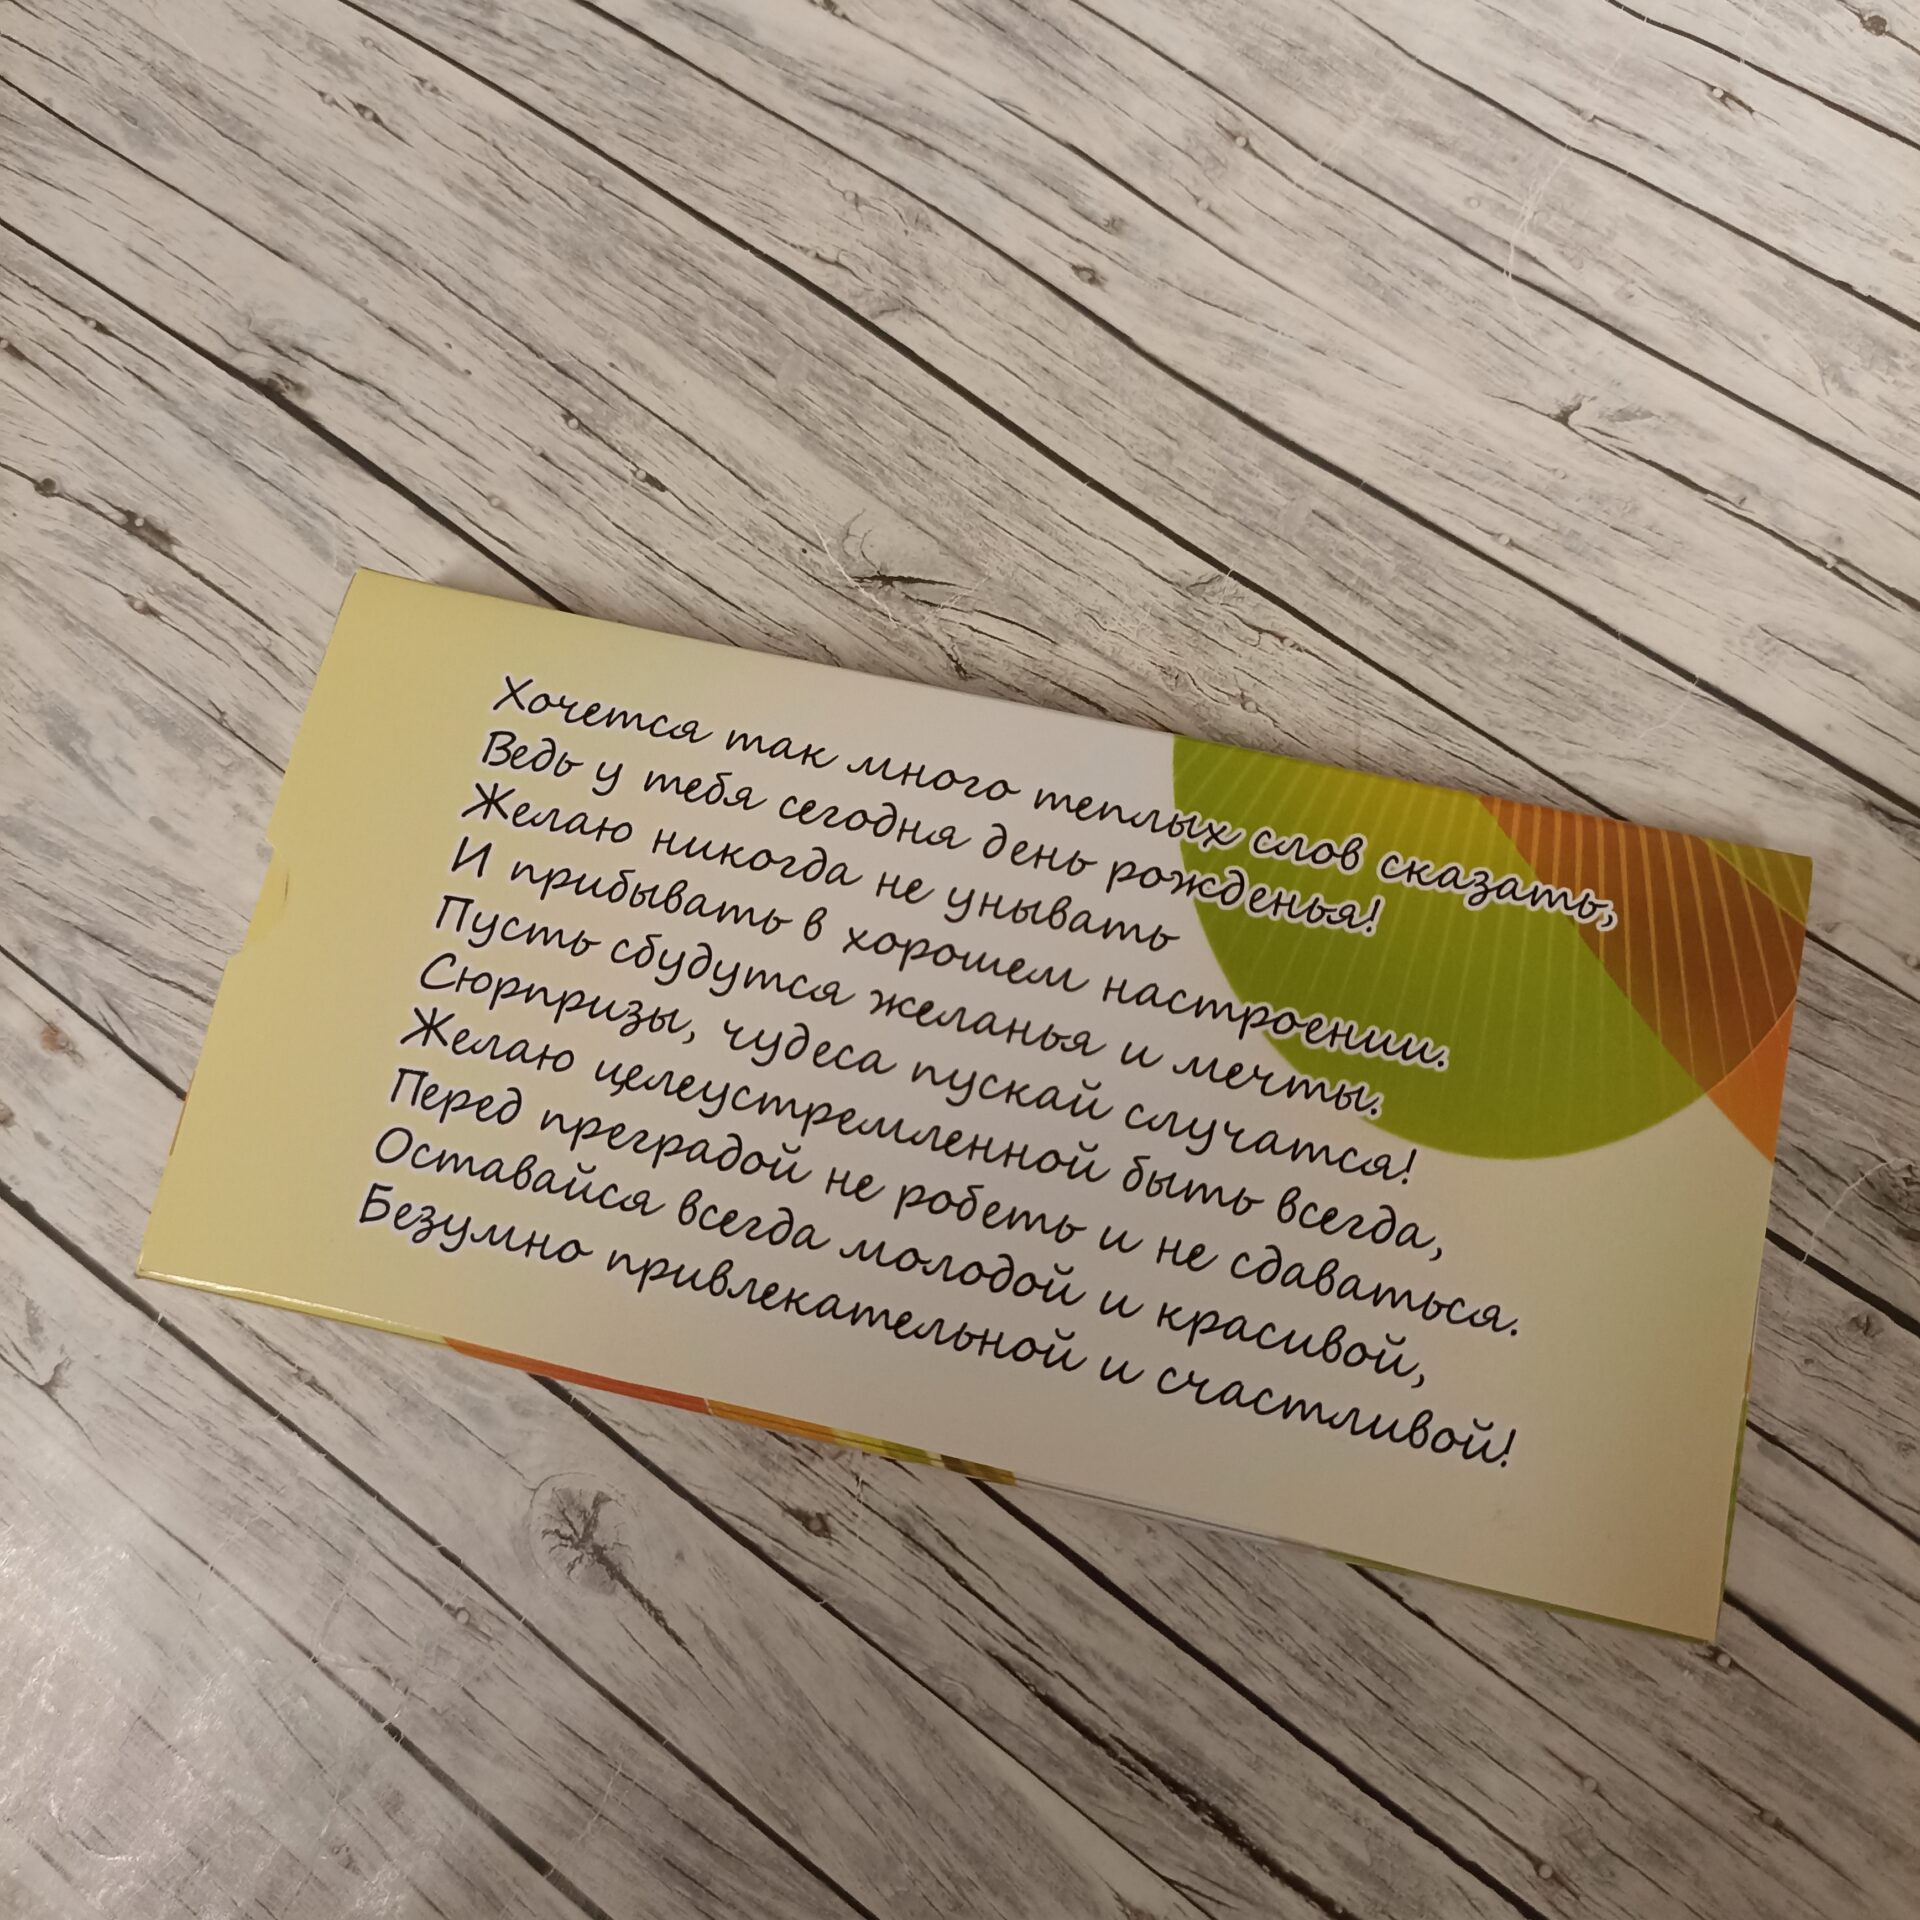 Хочется так много теплых слов сказать,
Ведь у тебя сегодня день рожденья!
Желаю никогда не унывать
И прибывать в хорошем настроении.
Пусть сбудутся желанья и мечты.
Сюрпризы, чудеса пускай случатся!
Желаю целеустремленной быть всегда,
Перед преградой не робеть и не сдаваться.
Оставайся всегда молодой и красивой,
Безумно привлекательной и счастливой!